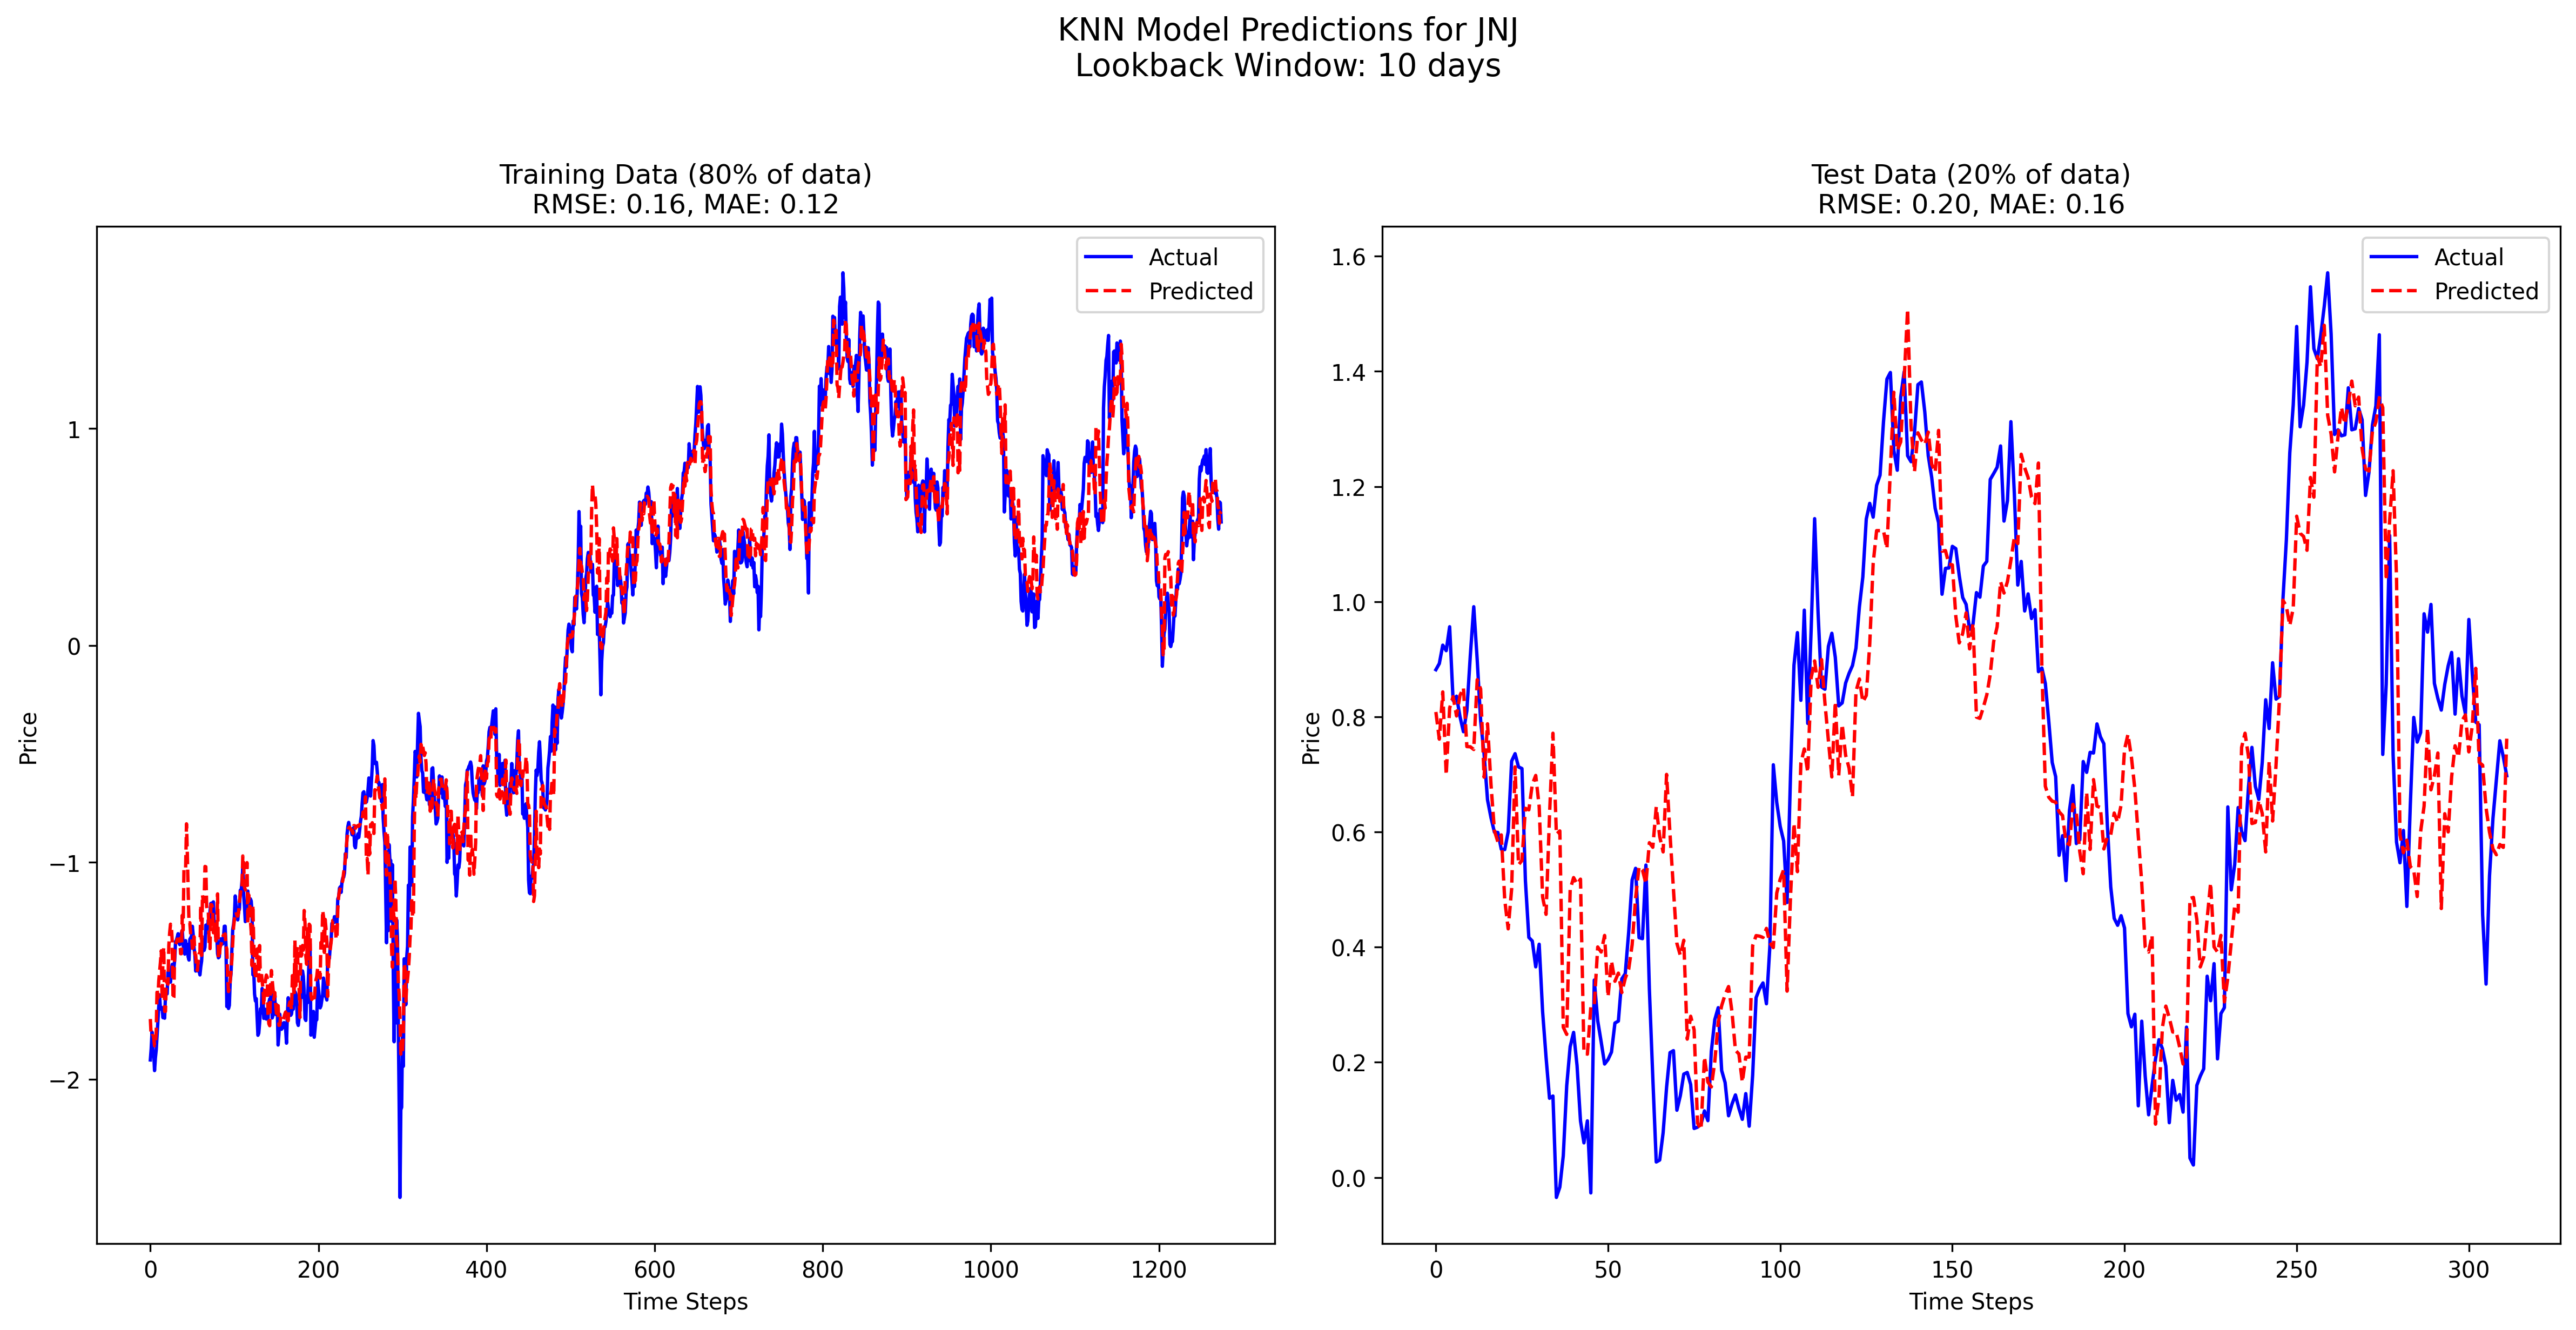 KNN Model Predictions for JNJ
Lookback Window: 10 days
Training Data (80% of data)
RMSE: 0.16, MAE: 0.12
Actual
Predicted
Price
1
0
−1
−2
0 200 400 600 800 1000 1200
Time Steps
Test Data (20% of data)
RMSE: 0.20, MAE: 0.16
Actual
Predicted
Price
1.6
1.4
1.2
1.0
0.8
0.6
0.4
0.2
0.0
0 50 100 150 200 250 300
Time Steps